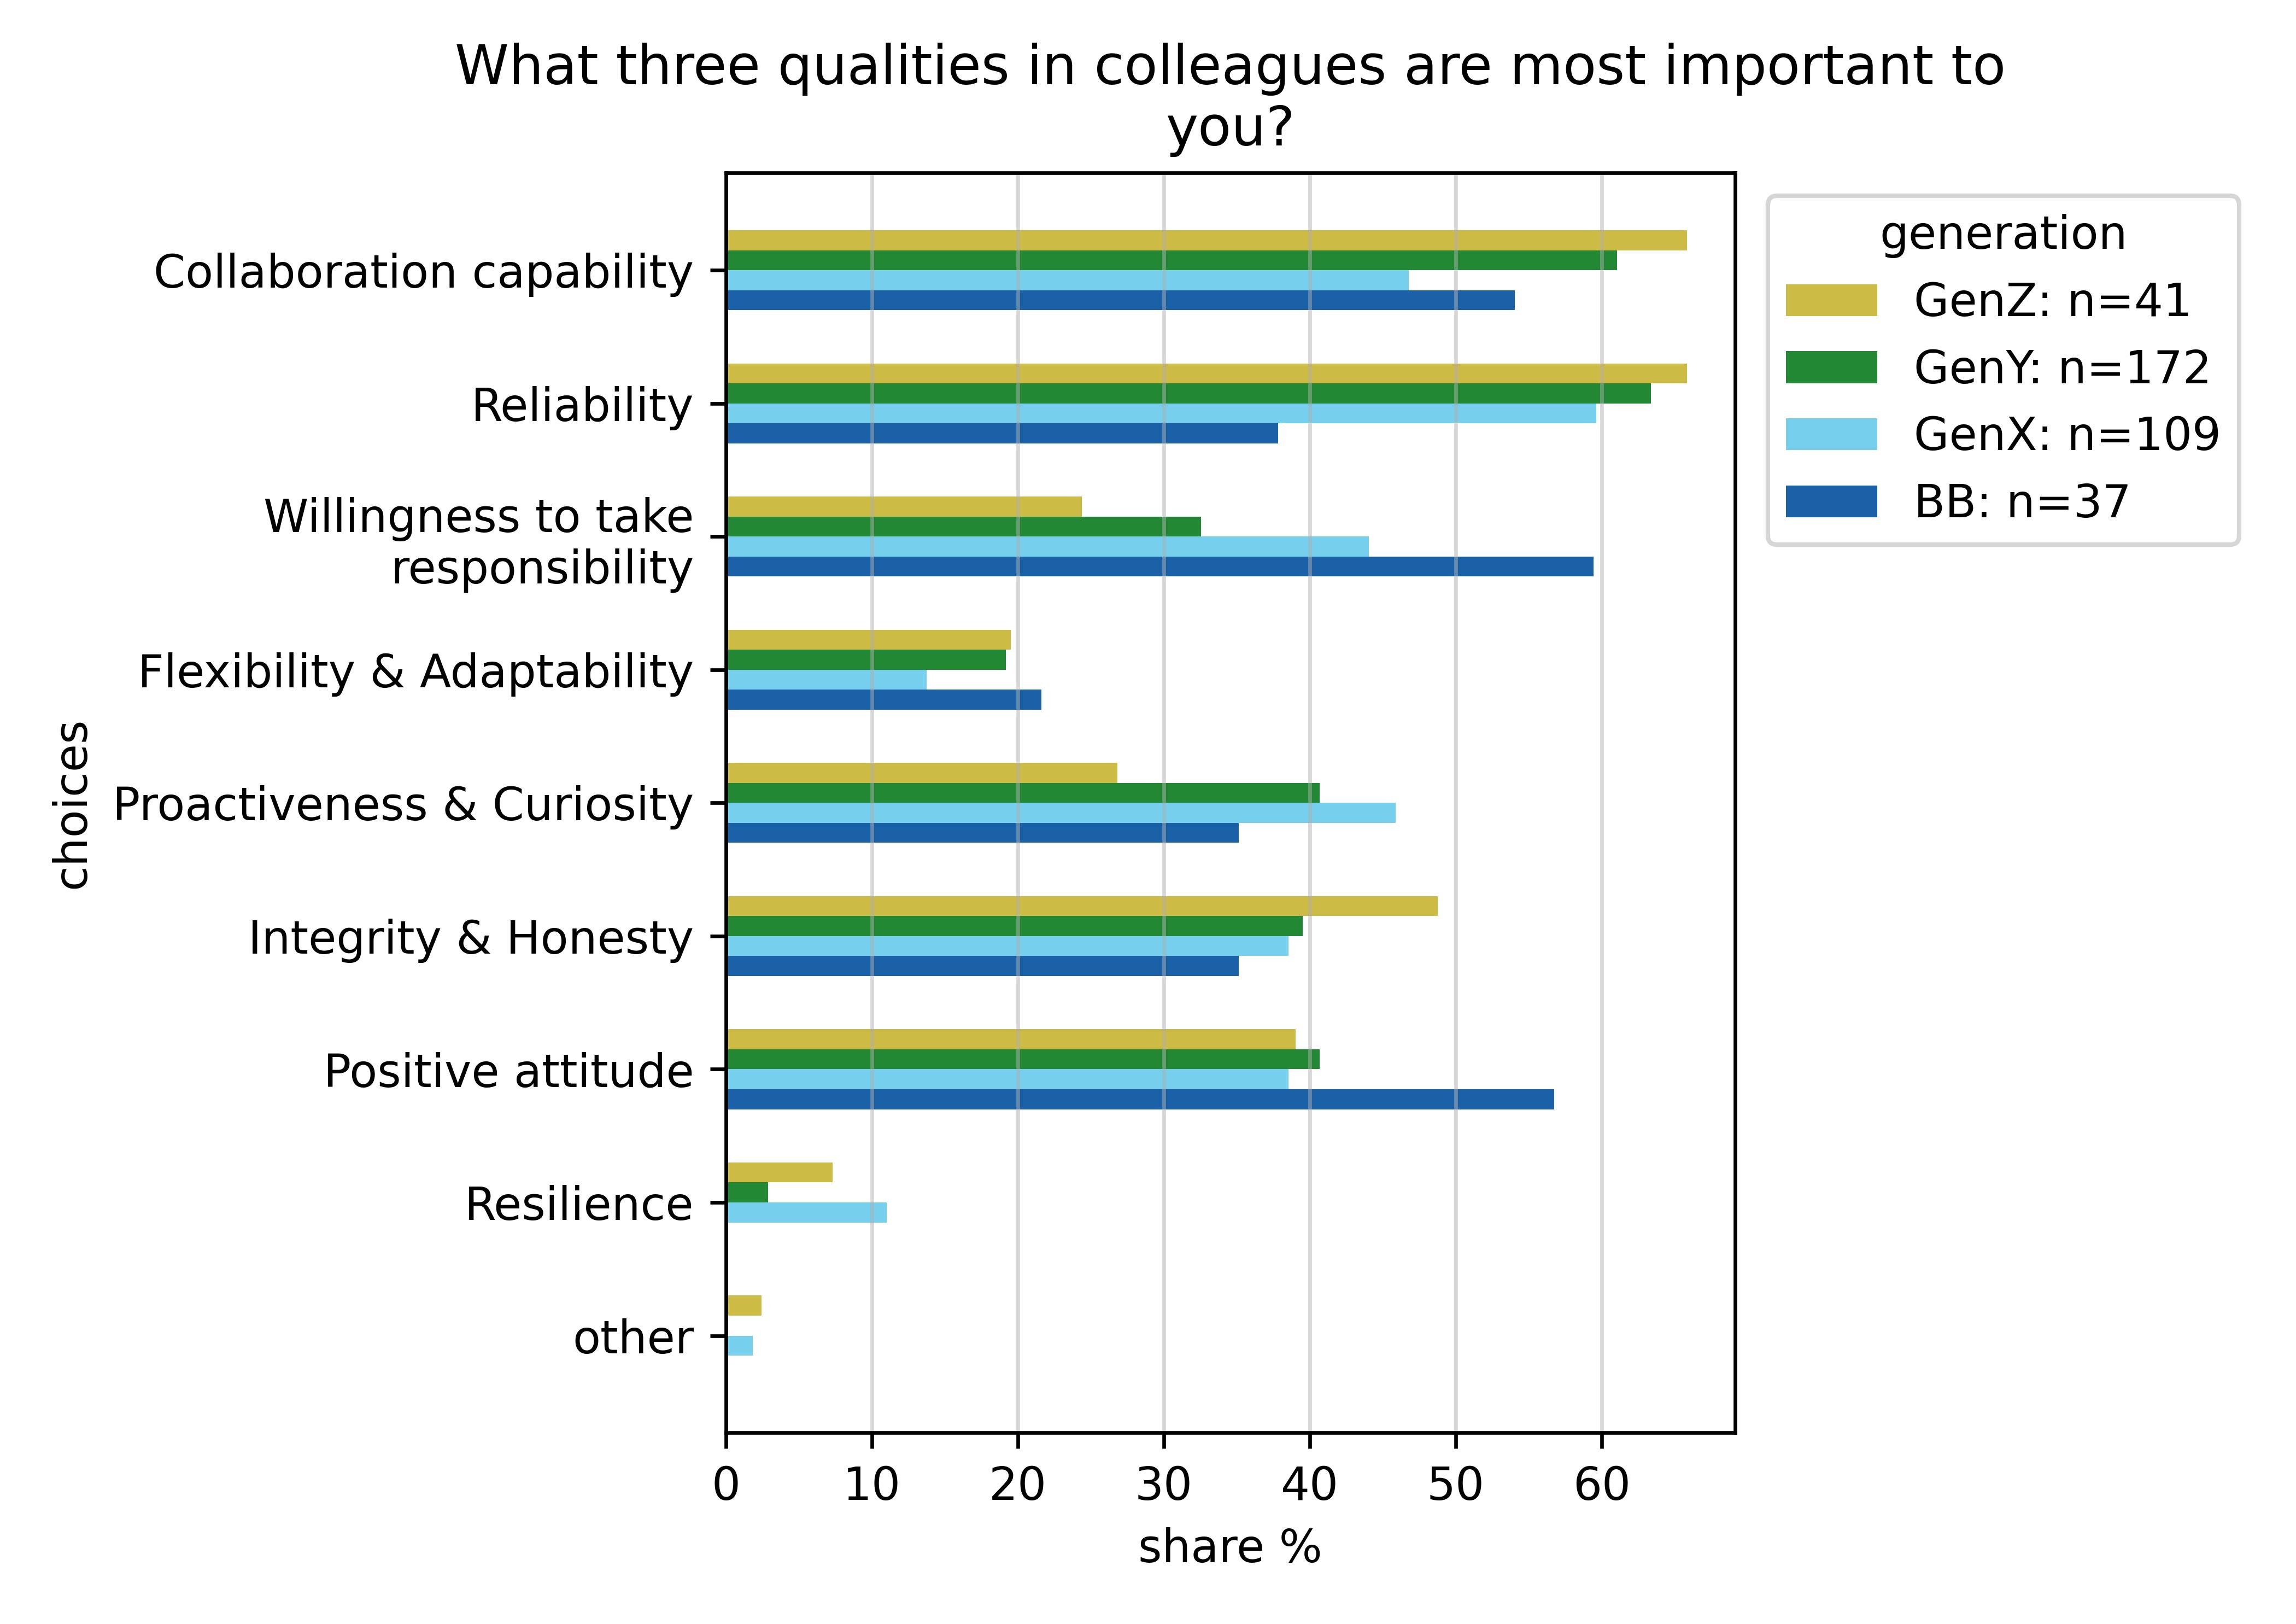 What three qualities in colleagues are most important to
you?
generation
GenZ: n=41
GenY: n=172
GenX: n=109
BB: n=37
choices
Collaboration capability
Reliability
Willingness to take
responsibility
Flexibility & Adaptability
Proactiveness & Curiosity
Integrity & Honesty
Positive attitude
Resilience
other
0 10 20 30 40 50 60
share %